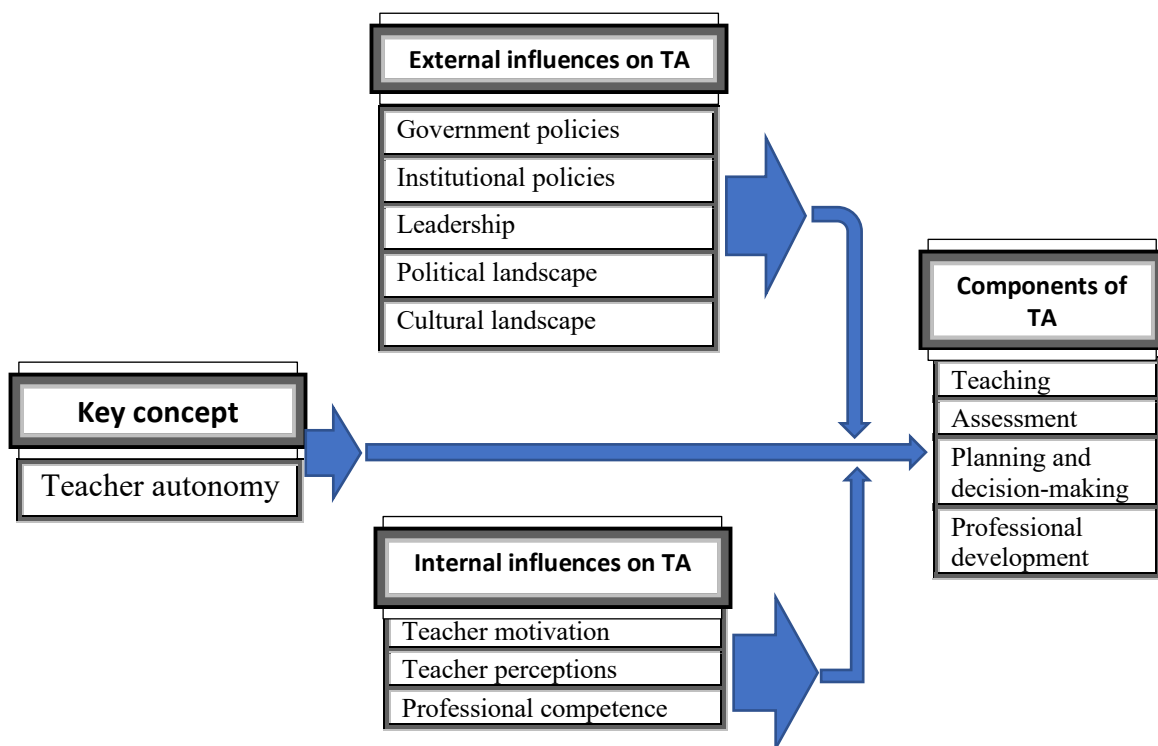 External influences on TA
Government policies
Institutional policies
Leadership
Political landscape
Cultural landscape
Key concept
Teacher autonomy
Internal influences on TA
Teacher motivation
Teacher perceptions
Professional competence
Components of
TA
Teaching
Assessment
Planning and
decision-making
Professional
development